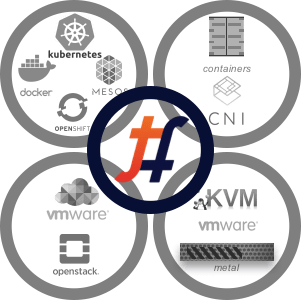 kubernetes
docker
MESOS
OPENSHIFT
containers
CNI
vmware
openstack.
KVM
vmware
metal